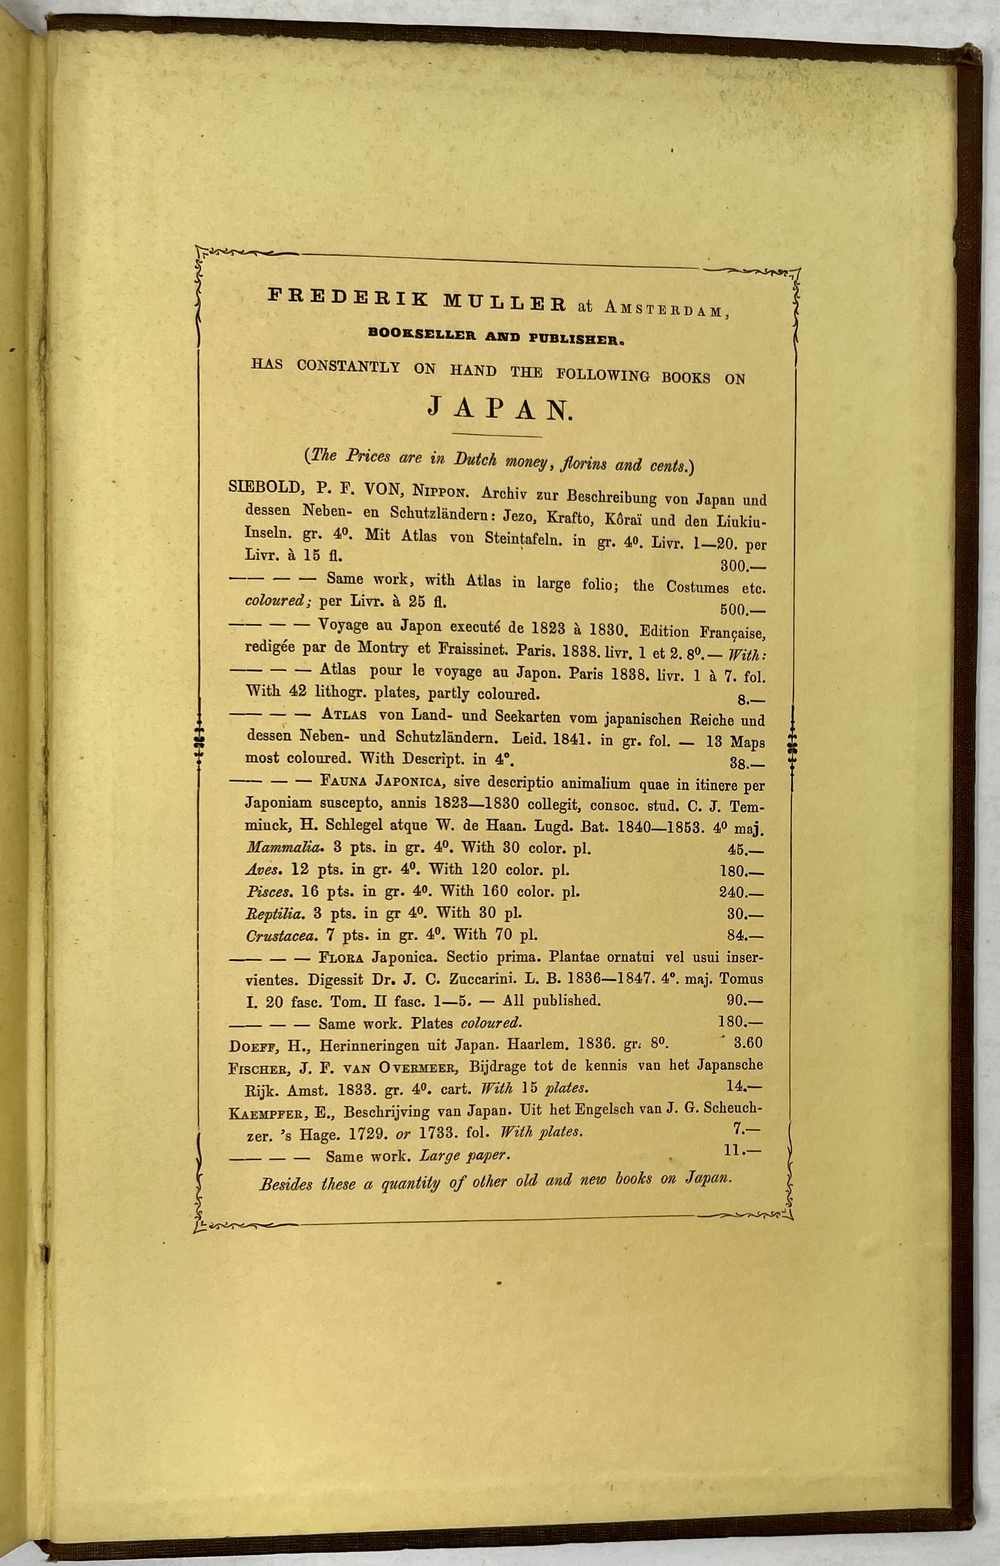 FREDERIK MULLER at AMSTERDAM,
BOOKSELLER AND PUBLISHER.
HAS CONSTANTLY ON HAND THE FOLLOWING BOOKS ON
JAPAN.
(The Prices are in Dutch money, florins and cents.)
SIEBOLD, P. F. VON, NIPPON. Archiv zur Beschreibung von Japan und
dessen Neben- en Schutzländern: Jezo, Krafto, Kôraï und den Liukiu-
Inseln. gr. 4⁰. Mit Atlas von Steintafeln. in gr. 4⁰. Livr. 1—20. per
Livr. à 15 fl. 300.—
—— — — Same work, with Atlas in large folio; the Costumes etc.
coloured; per Livr. à 25 fl. 500.—
—— — — Voyage au Japon executé de 1823 à 1830. Edition Française,
redigée par de Montry et Fraissinet. Paris. 1838. livr. 1 et 2. 8⁰.— With:
—— — — Atlas pour le voyage au Japon. Paris 1838. livr. 1 à 7. fol.
With 42 lithogr. plates, partly coloured. 8.—
—— — — ATLAS von Land- und Seekarten vom japanischen Reiche und
dessen Neben- und Schutzländern. Leid. 1841. in gr. fol. — 13 Maps
most coloured. With Descript. in 4°. 38.—
—— — — FAUNA JAPONICA, sive descriptio animalium quae in itinere per
Japoniam suscepto, annis 1823—1830 collegit, consoc. stud. C. J. Tem-
minck, H. Schlegel atque W. de Haan. Lugd. Bat. 1840—1853. 4⁰ maj.
Mammalia. 3 pts. in gr. 4⁰. With 30 color. pl. 45.—
Aves. 12 pts. in gr. 4⁰. With 120 color. pl. 180.—
Pisces. 16 pts. in gr. 4⁰. With 160 color. pl. 240.—
Reptilia. 3 pts. in gr 4⁰. With 30 pl. 30.—
Crustacea. 7 pts. in gr. 4⁰. With 70 pl. 84.—
—— — — FLORA Japonica. Sectio prima. Plantae ornatui vel usui inser-
vientes. Digessit Dr. J. C. Zuccarini. L. B. 1836—1847. 4°. maj. Tomus
I. 20 fasc. Tom. II fasc. 1—5. — All published. 90.—
—— — — Same work. Plates coloured. 180.—
DOEFF, H., Herinneringen uit Japan. Haarlem. 1836. gr. 8⁰. 3.60
FISCHER, J. F. VAN OVERMEER, Bijdrage tot de kennis van het Japansche
Rijk. Amst. 1833. gr. 4⁰. cart. With 15 plates. 14.—
KAEMPFER, E., Beschrijving van Japan. Uit het Engelsch van J. G. Scheuch-
zer. 's Hage. 1729. or 1733. fol. With plates. 7.—
—— — — Same work. Large paper. 11.—
Besides these a quantity of other old and new books on Japan.